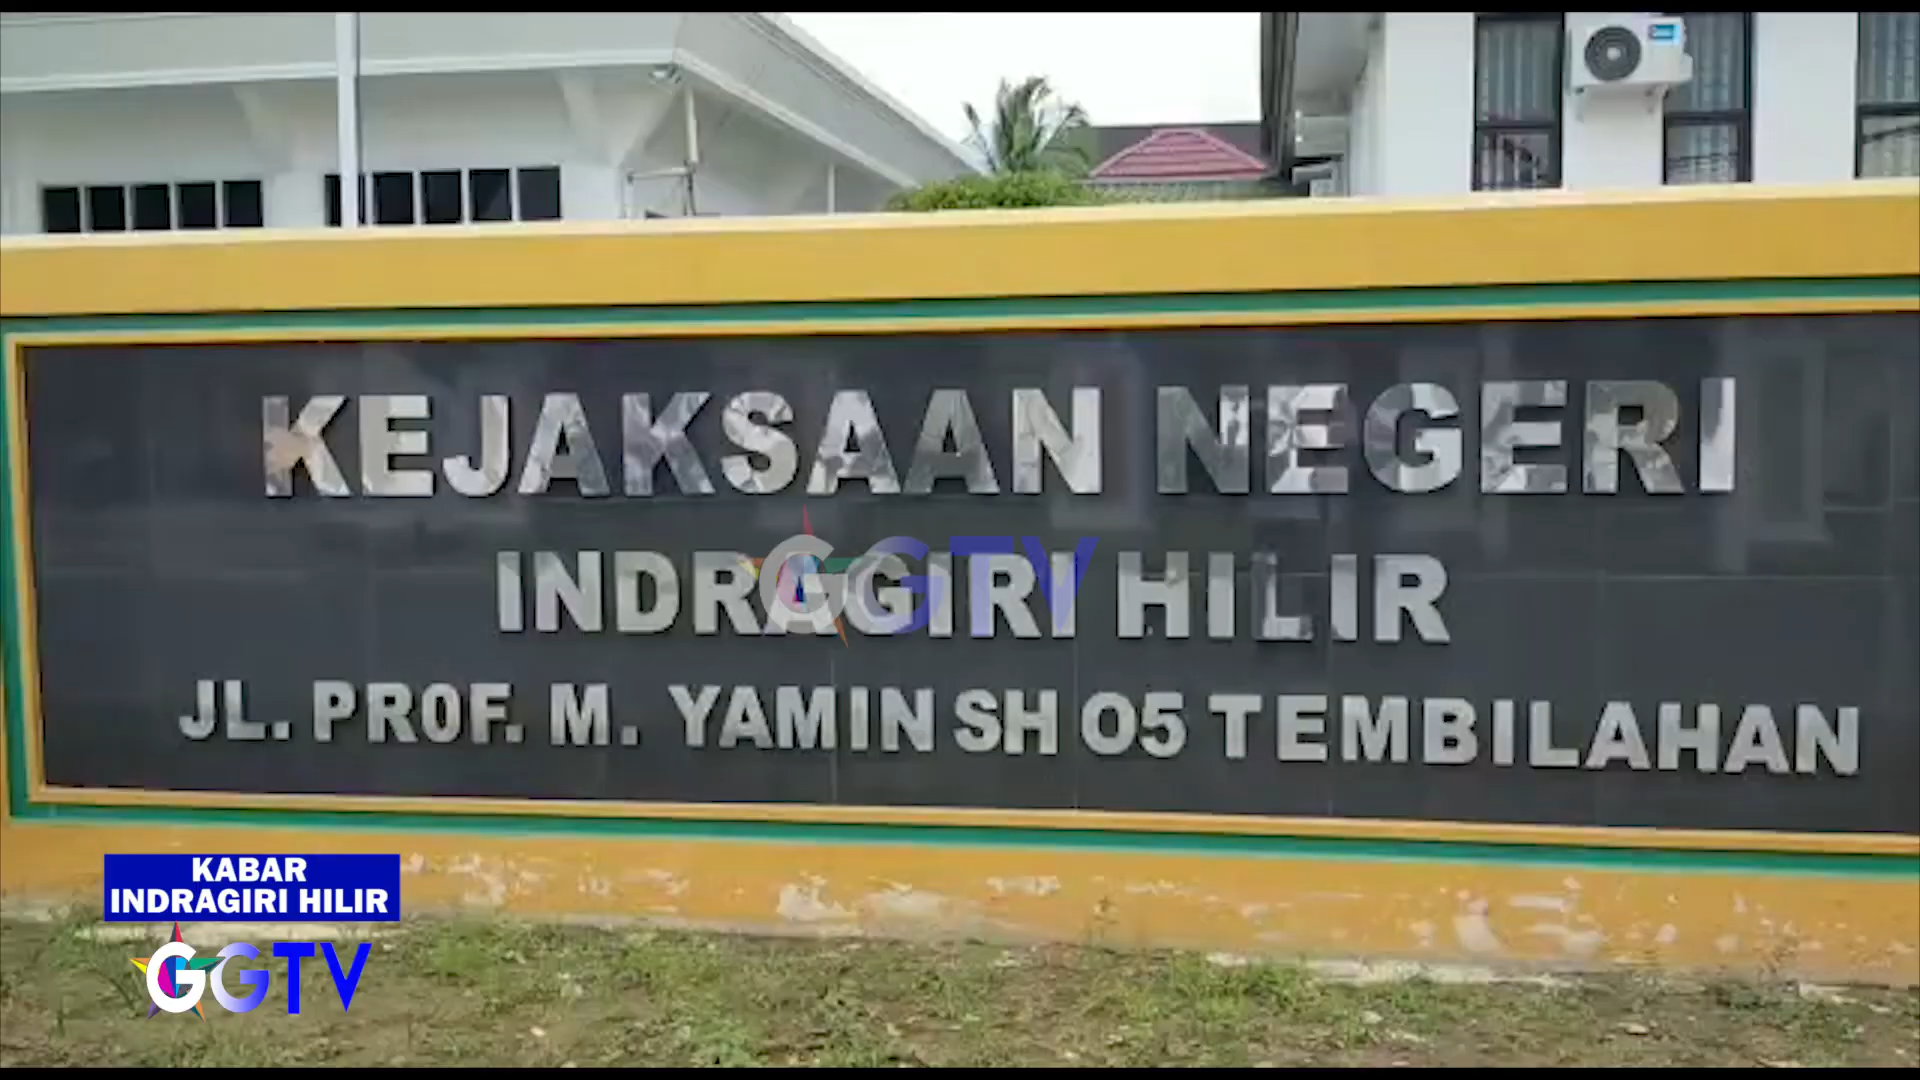 KEJAKSAAN NEGERI
INDRAGIRI HILIR
GGTV
JL. PROF. M. YAMIN SH 05 TEMBILAHAN
KABAR
INDRAGIRI HILIR
GGTV